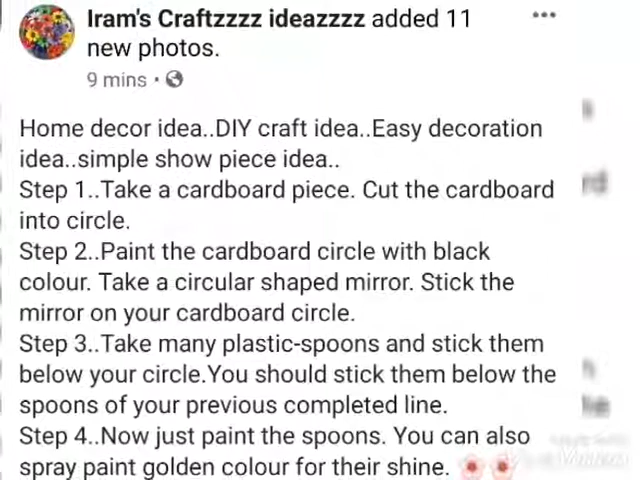 Iram's Craftzzzz ideazzzz added 11
new photos.
9 mins •
Home decor idea..DIY craft idea..Easy decoration
idea..simple show piece idea..
Step 1..Take a cardboard piece. Cut the cardboard
into circle.
Step 2..Paint the cardboard circle with black
colour. Take a circular shaped mirror. Stick the
mirror on your cardboard circle.
Step 3..Take many plastic-spoons and stick them
below your circle.You should stick them below the
spoons of your previous completed line.
Step 4..Now just paint the spoons. You can also
spray paint golden colour for their shine. 🌸🌸